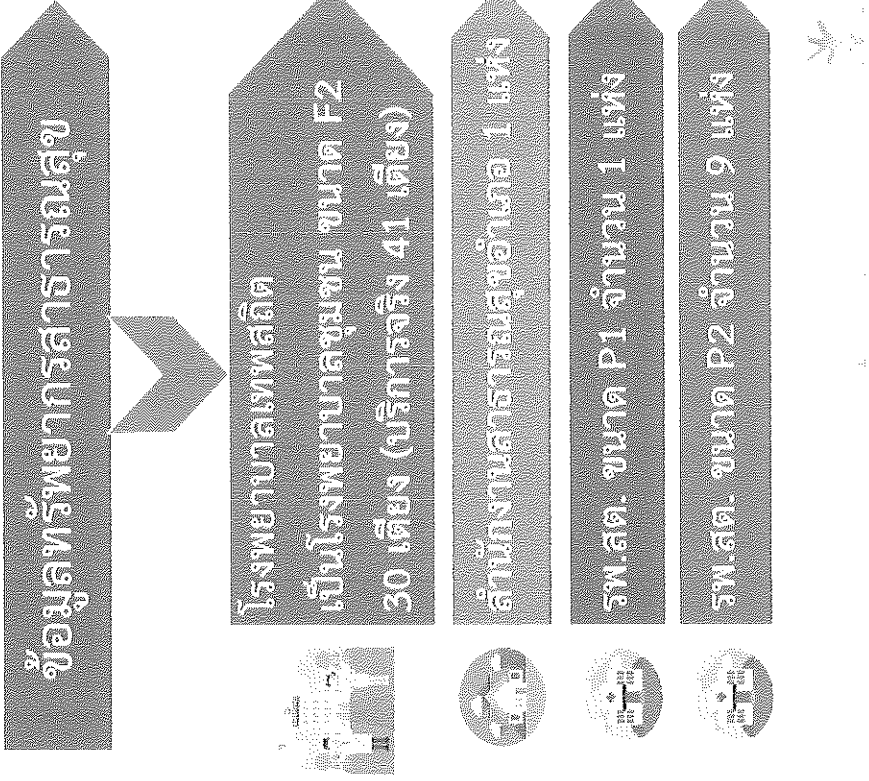 ข้อมูลทรัพยากรสาธารณสุข
โรงพยาบาลเทพสถิต
เป็นโรงพยาบาลชุมชน ขนาด F2
30 เตียง (บริการจริง 41 เตียง)
สำนักงานสาธารณสุขอำเภอ 1 แห่ง
รพ.สต. ขนาด P1 จำนวน 1 แห่ง
รพ.สต. ขนาด P2 จำนวน 9 แห่ง